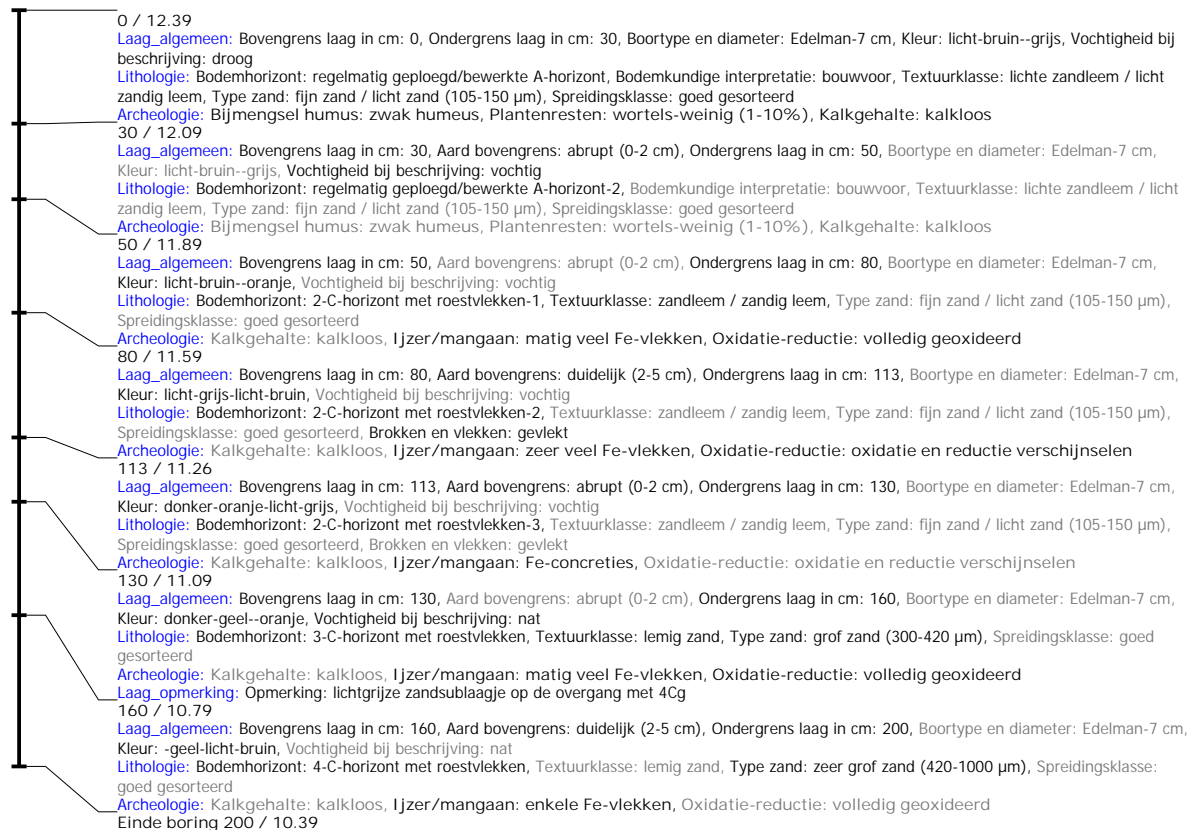 0 / 12.39
Laag_algemeen: Bovengrens laag in cm: 0, Ondergrens laag in cm: 30, Boortype en diameter: Edelman-7 cm, Kleur: licht-bruin--grijs, Vochtigheid bij
beschrijving: droog
Lithologie: Bodemhorizont: regelmatig geploegd/bewerkte A-horizont, Bodemkundige interpretatie: bouwvoor, Textuurklasse: lichte zandleem / licht
zandig leem, Type zand: fijn zand / licht zand (105-150 µm), Spreidingsklasse: goed gesorteerd
Archeologie: Bijmengsel humus: zwak humeus, Plantenresten: wortels-weinig (1-10%), Kalkgehalte: kalkloos
30 / 12.09
Laag_algemeen: Bovengrens laag in cm: 30, Aard bovengrens: abrupt (0-2 cm), Ondergrens laag in cm: 50, Boortype en diameter: Edelman-7 cm,
Kleur: licht-bruin--grijs, Vochtigheid bij beschrijving: vochtig
Lithologie: Bodemhorizont: regelmatig geploegd/bewerkte A-horizont-2, Bodemkundige interpretatie: bouwvoor, Textuurklasse: lichte zandleem / licht
zandig leem, Type zand: fijn zand / licht zand (105-150 µm), Spreidingsklasse: goed gesorteerd
Archeologie: Bijmengsel humus: zwak humeus, Plantenresten: wortels-weinig (1-10%), Kalkgehalte: kalkloos
50 / 11.89
Laag_algemeen: Bovengrens laag in cm: 50, Aard bovengrens: abrupt (0-2 cm), Ondergrens laag in cm: 80, Boortype en diameter: Edelman-7 cm,
Kleur: licht-bruin--oranje, Vochtigheid bij beschrijving: vochtig
Lithologie: Bodemhorizont: 2-C-horizont met roestvlekken-1, Textuurklasse: zandleem / zandig leem, Type zand: fijn zand / licht zand (105-150 µm),
Spreidingsklasse: goed gesorteerd
Archeologie: Kalkgehalte: kalkloos, Ijzer/mangaan: matig veel Fe-vlekken, Oxidatie-reductie: volledig geoxideerd
80 / 11.59
Laag_algemeen: Bovengrens laag in cm: 80, Aard bovengrens: duidelijk (2-5 cm), Ondergrens laag in cm: 113, Boortype en diameter: Edelman-7 cm,
Kleur: licht-grijs-licht-bruin, Vochtigheid bij beschrijving: vochtig
Lithologie: Bodemhorizont: 2-C-horizont met roestvlekken-2, Textuurklasse: zandleem / zandig leem, Type zand: fijn zand / licht zand (105-150 µm),
Spreidingsklasse: goed gesorteerd, Brokken en vlekken: gevlekt
Archeologie: Kalkgehalte: kalkloos, Ijzer/mangaan: zeer veel Fe-vlekken, Oxidatie-reductie: oxidatie en reductie verschijnselen
113 / 11.26
Laag_algemeen: Bovengrens laag in cm: 113, Aard bovengrens: abrupt (0-2 cm), Ondergrens laag in cm: 130, Boortype en diameter: Edelman-7 cm,
Kleur: donker-oranje-licht-grijs, Vochtigheid bij beschrijving: vochtig
Lithologie: Bodemhorizont: 2-C-horizont met roestvlekken-3, Textuurklasse: zandleem / zandig leem, Type zand: fijn zand / licht zand (105-150 µm),
Spreidingsklasse: goed gesorteerd, Brokken en vlekken: gevlekt
Archeologie: Kalkgehalte: kalkloos, Ijzer/mangaan: Fe-concreties, Oxidatie-reductie: oxidatie en reductie verschijnselen
130 / 11.09
Laag_algemeen: Bovengrens laag in cm: 130, Aard bovengrens: abrupt (0-2 cm), Ondergrens laag in cm: 160, Boortype en diameter: Edelman-7 cm,
Kleur: donker-geel--oranje, Vochtigheid bij beschrijving: nat
Lithologie: Bodemhorizont: 3-C-horizont met roestvlekken, Textuurklasse: lemig zand, Type zand: grof zand (300-420 µm), Spreidingsklasse: goed
gesorteerd
Archeologie: Kalkgehalte: kalkloos, Ijzer/mangaan: matig veel Fe-vlekken, Oxidatie-reductie: volledig geoxideerd
Laag_opmerking: Opmerking: lichtgrijze zandsublaagje op de overgang met 4Cg
160 / 10.79
Laag_algemeen: Bovengrens laag in cm: 160, Aard bovengrens: duidelijk (2-5 cm), Ondergrens laag in cm: 200, Boortype en diameter: Edelman-7 cm,
Kleur: -geel-licht-bruin, Vochtigheid bij beschrijving: nat
Lithologie: Bodemhorizont: 4-C-horizont met roestvlekken, Textuurklasse: lemig zand, Type zand: zeer grof zand (420-1000 µm), Spreidingsklasse:
goed gesorteerd
Archeologie: Kalkgehalte: kalkloos, Ijzer/mangaan: enkele Fe-vlekken, Oxidatie-reductie: volledig geoxideerd
Einde boring 200 / 10.39